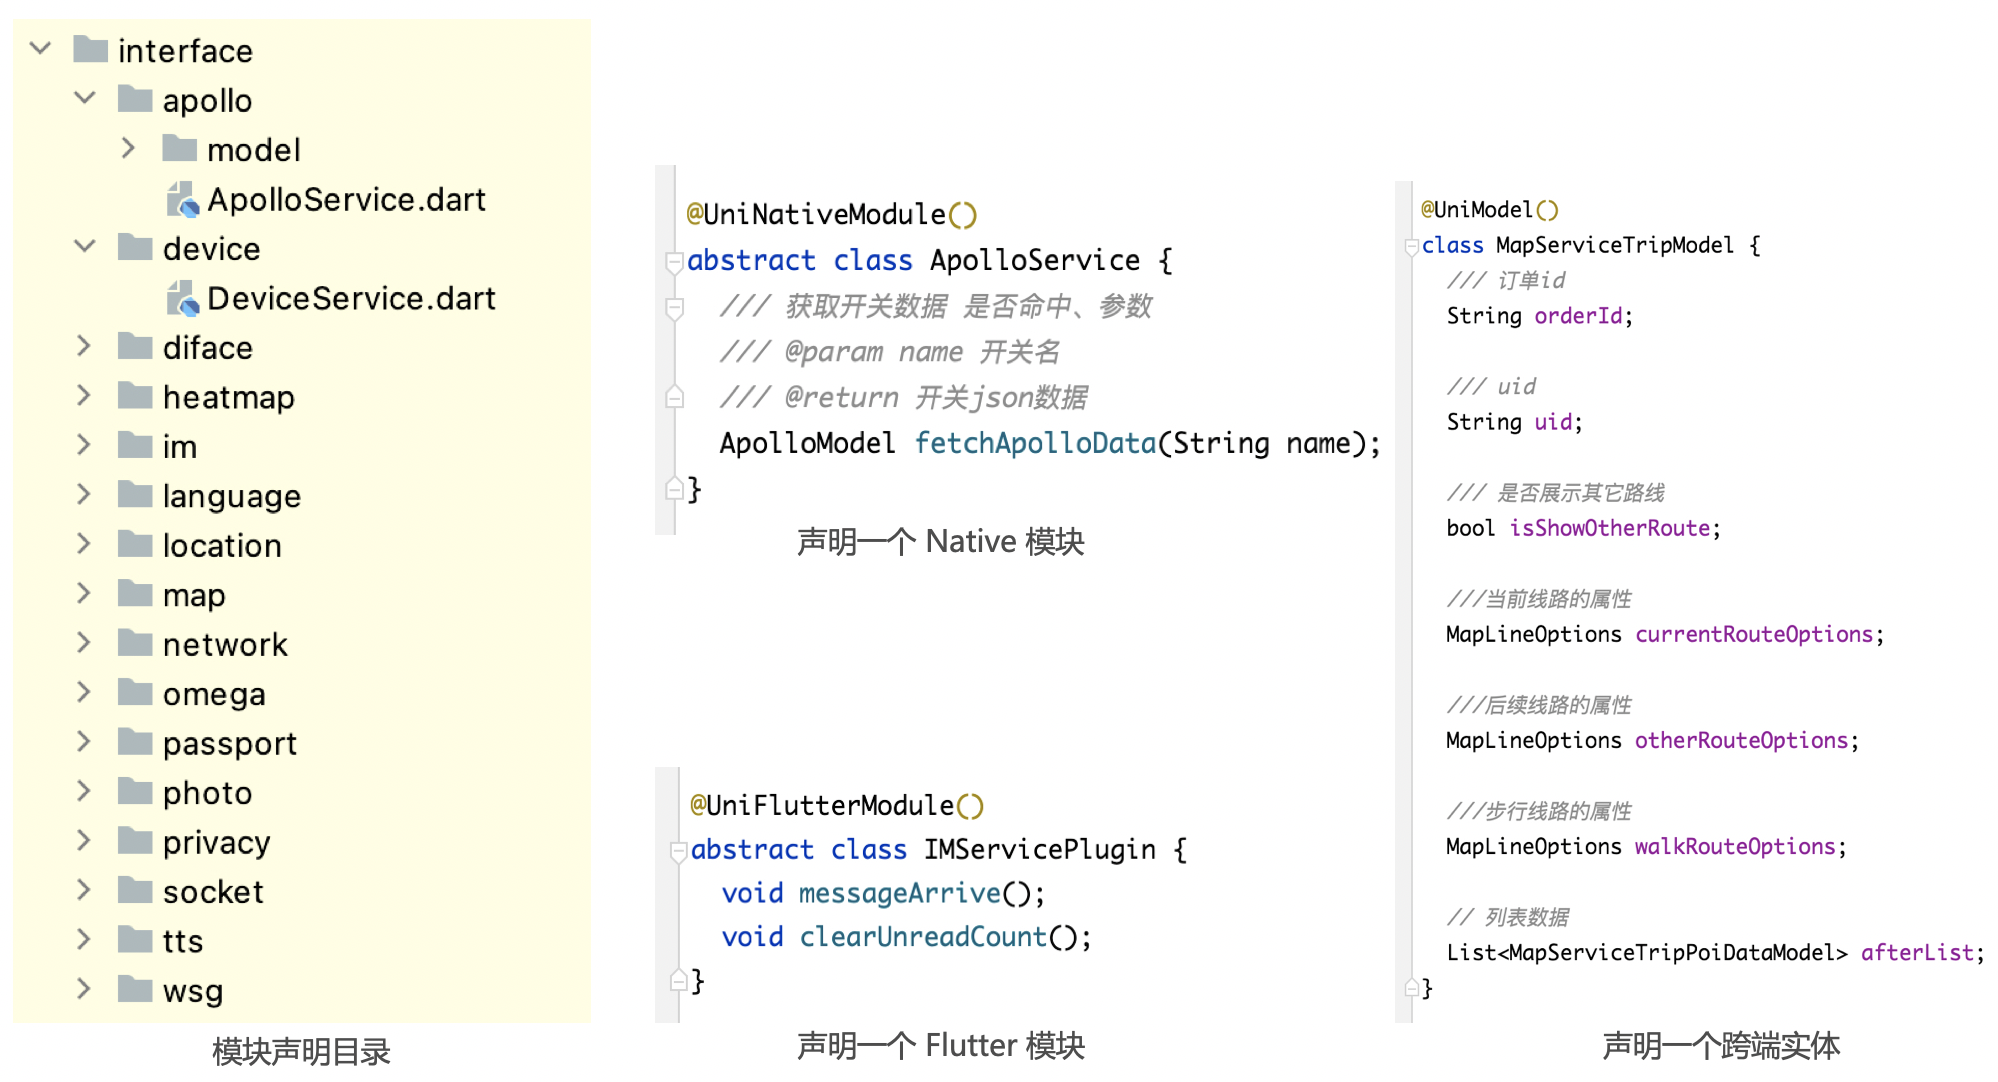 interface
apollo
model
ApolloService.dart
device
DeviceService.dart
diface
heatmap
im
language
location
map
network
omega
passport
photo
privacy
socket
tts
wsg
模块声明目录
@UniNativeModule()
abstract class ApolloService {
/// 获取开关数据 是否命中、参数
/// @param name 开关名
/// @return 开关json数据
ApolloModel fetchApolloData(String name);
}
声明一个 Native 模块
@UniFlutterModule()
abstract class IMServicePlugin {
void messageArrive();
void clearUnreadCount();
}
声明一个 Flutter 模块
@UniModel()
class MapServiceTripModel {
/// 订单id
String orderId;
/// uid
String uid;
/// 是否展示其它路线
bool isShowOtherRoute;
///当前线路的属性
MapLineOptions currentRouteOptions;
///后续线路的属性
MapLineOptions otherRouteOptions;
///步行线路的属性
MapLineOptions walkRouteOptions;
// 列表数据
List<MapServiceTripPoiDataModel> afterList;
}
声明一个跨端实体